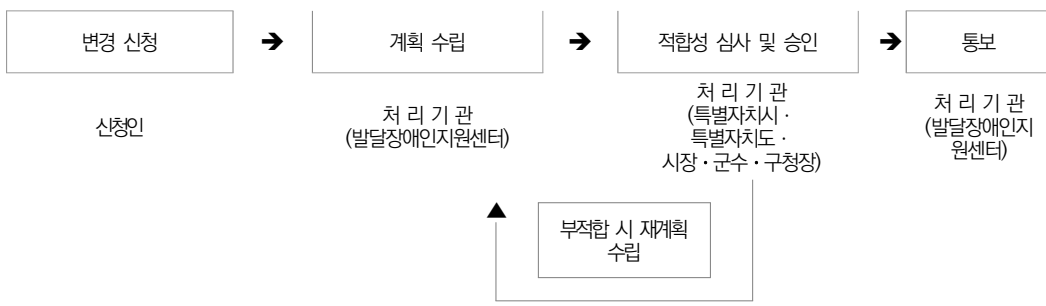 변경 신청 ➔ 계획 수립 ➔ 적합성 심사 및 승인 ➔ 통보
신청인
처 리 기 관
(발달장애인지원센터)
처 리 기 관
(특별자치시 ·
특별자치도 ·
시장 · 군수 · 구청장)
처 리 기 관
(발달장애인지
원센터)
부적합 시 재계획
수립